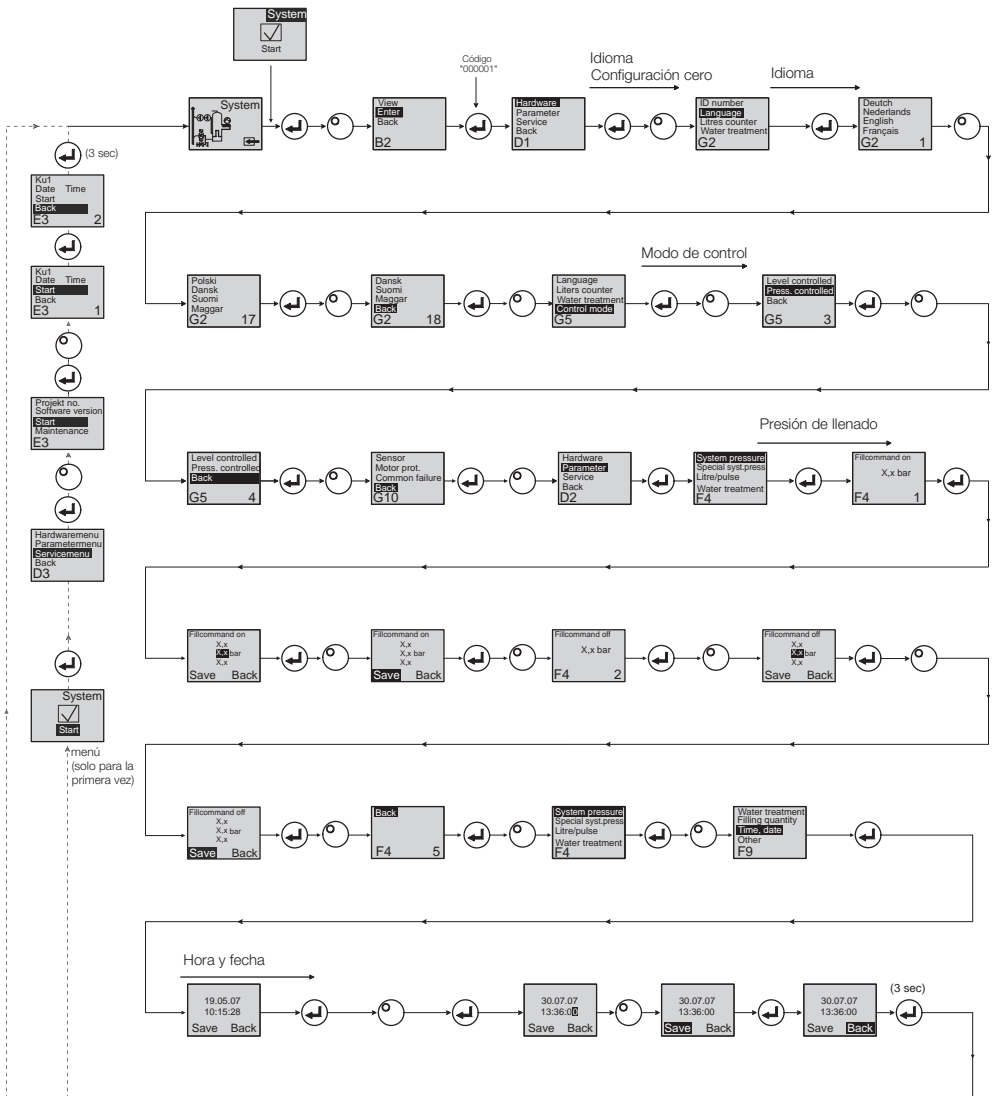 System
Start
Código
"000001"
Idioma
Configuración cero
Idioma
System
View
Enter
Back
B2
Hardware
Parameter
Service
Back
D1
ID number
Language
Litres counter
Water treatment
G2
Deutch
Nederlands
English
Français
G2 1
(3 sec)
Ku1
Date Time
Start
Back
E3 2
Ku1
Date Time
Start
Back
E3 1
Projekt no.
Software version
Start
Maintenance
E3
Hardwaremenu
Parametermenu
Servicemenu
Back
D3
System
Start
menú
(solo para la
primera vez)
Polski
Dansk
Suomi
Maggar
G2 17
Dansk
Suomi
Maggar
Back
G2 18
Language
Liters counter
Water treatment
Control mode
G5
Modo de control
Level controlled
Press. controlled
Back
G5 3
Level controlled
Press. controlled
Back
G5 4
Sensor
Motor prot.
Common failure
Back
G10
Hardware
Parameter
Service
Back
D2
Presión de llenado
System pressure
Special syst.press
Litre/pulse
Water treatment
F4
Fillcommand on
X,x bar
F4 1
Fillcommand on
X,x
X,x bar
X,x
Save Back
Fillcommand on
X,x
X,x bar
X,x
Save Back
Fillcommand off
X,x bar
F4 2
Fillcommand off
X,x
X,x bar
X,x
Save Back
Fillcommand off
X,x
X,x bar
X,x
Save Back
Back
F4 5
System pressure
Special syst.press
Litre/pulse
Water treatment
F4
Water treatment
Filling quantity
Time, date
Other
F9
Hora y fecha
19.05.07
10:15:28
Save Back
30.07.07
13:36:00
Save Back
30.07.07
13:36:00
Save Back
30.07.07
13:36:00
Save Back
(3 sec)